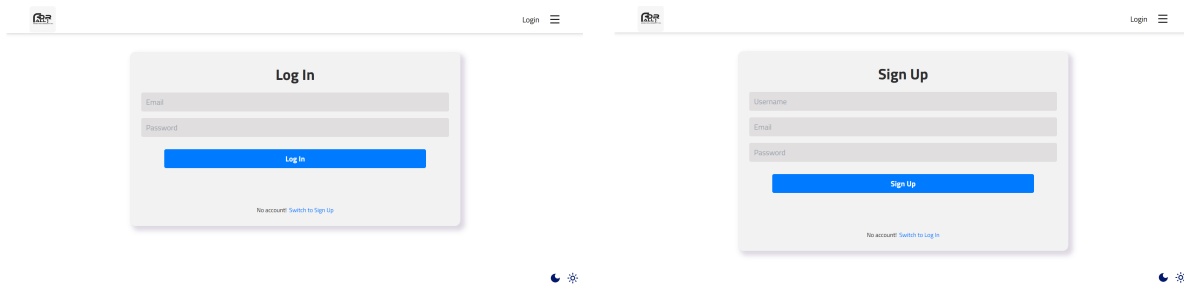 Login
Log In
Email
Password
Log In
No account! Switch to Sign Up
Login
Sign Up
Username
Email
Password
Sign Up
No account! Switch to Log In